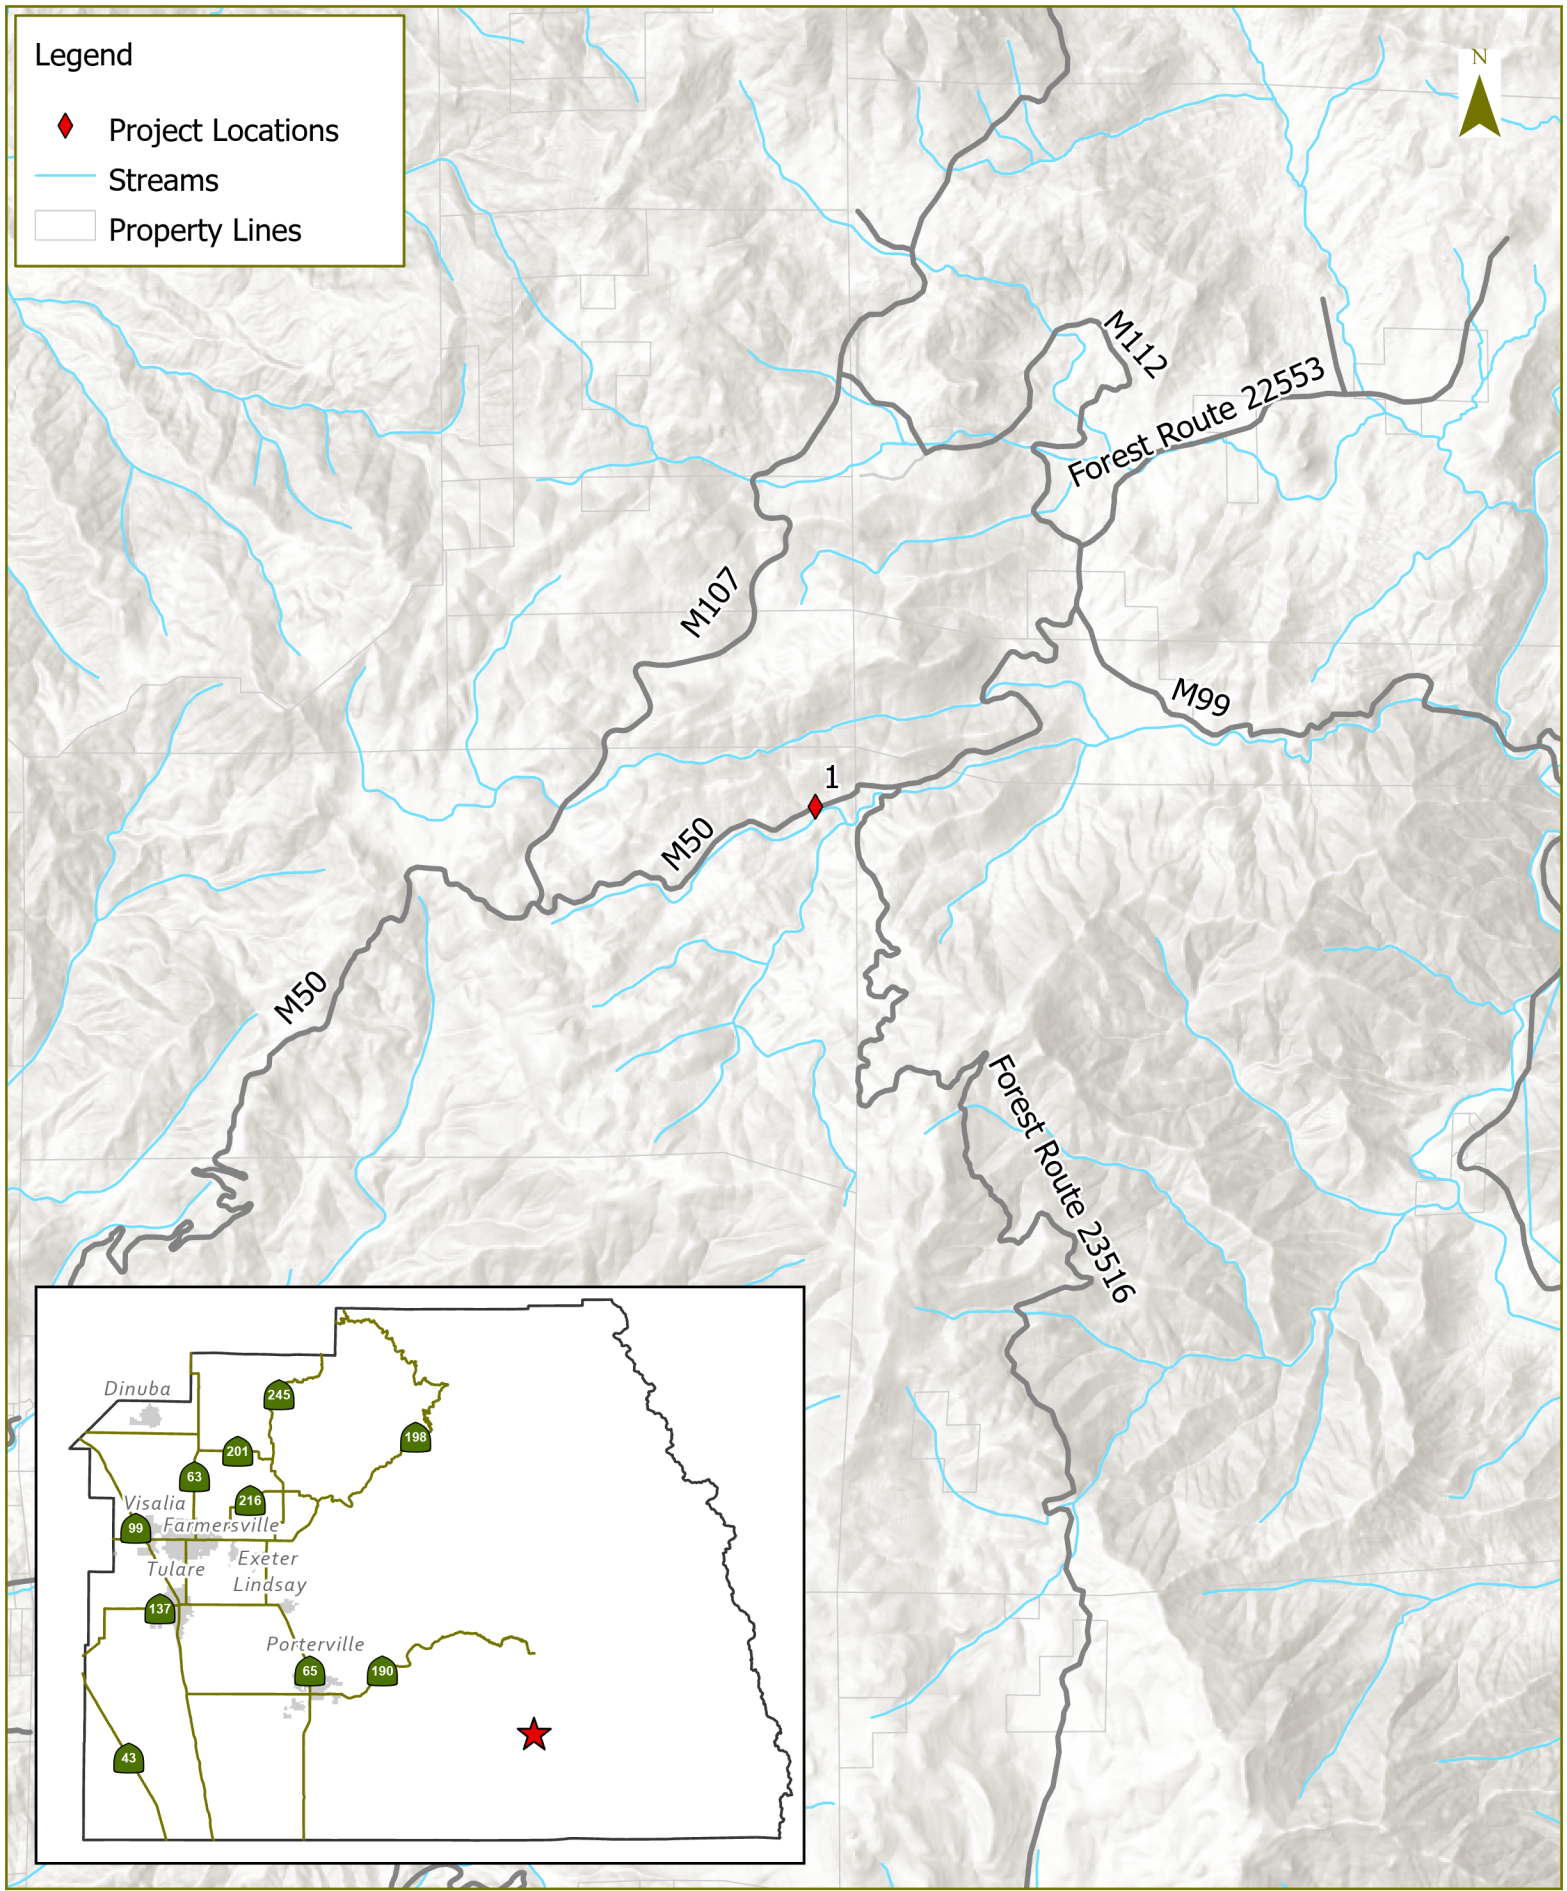 Legend
Project Locations
Streams
Property Lines
N
M112
Forest Route 22553
M107
M99
1
M50
M50
Forest Route 23516
Dinuba
245
201
198
63
216
Visalia
99
Farmersville
Exeter
Tulare
Lindsay
137
Porterville
65
190
43